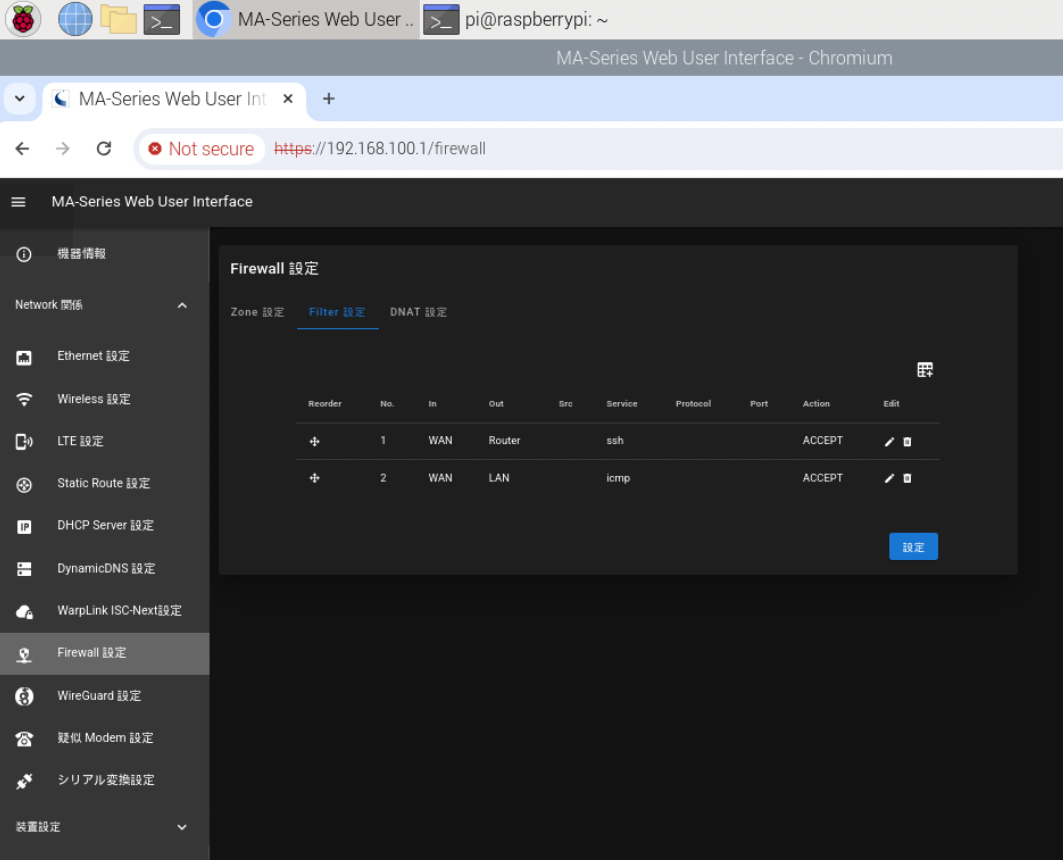 MA-Series Web User ..
pi@raspberrypi: ~
MA-Series Web User Interface - Chromium
MA-Series Web User Int
Not secure
https://192.168.100.1/firewall
MA-Series Web User Interface
機器情報
Network 関係
Ethernet 設定
Wireless 設定
LTE 設定
Static Route 設定
IP
DHCP Server 設定
DynamicDNS 設定
WarpLink ISC-Next設定
Firewall 設定
WireGuard 設定
疑似 Modem 設定
シリアル変換設定
装置設定
Firewall 設定
Zone 設定 Filter 設定 DNAT 設定
Reorder No. In Out Src Service Protocol Port Action Edit
1 WAN Router ssh ACCEPT
2 WAN LAN icmp ACCEPT
設定